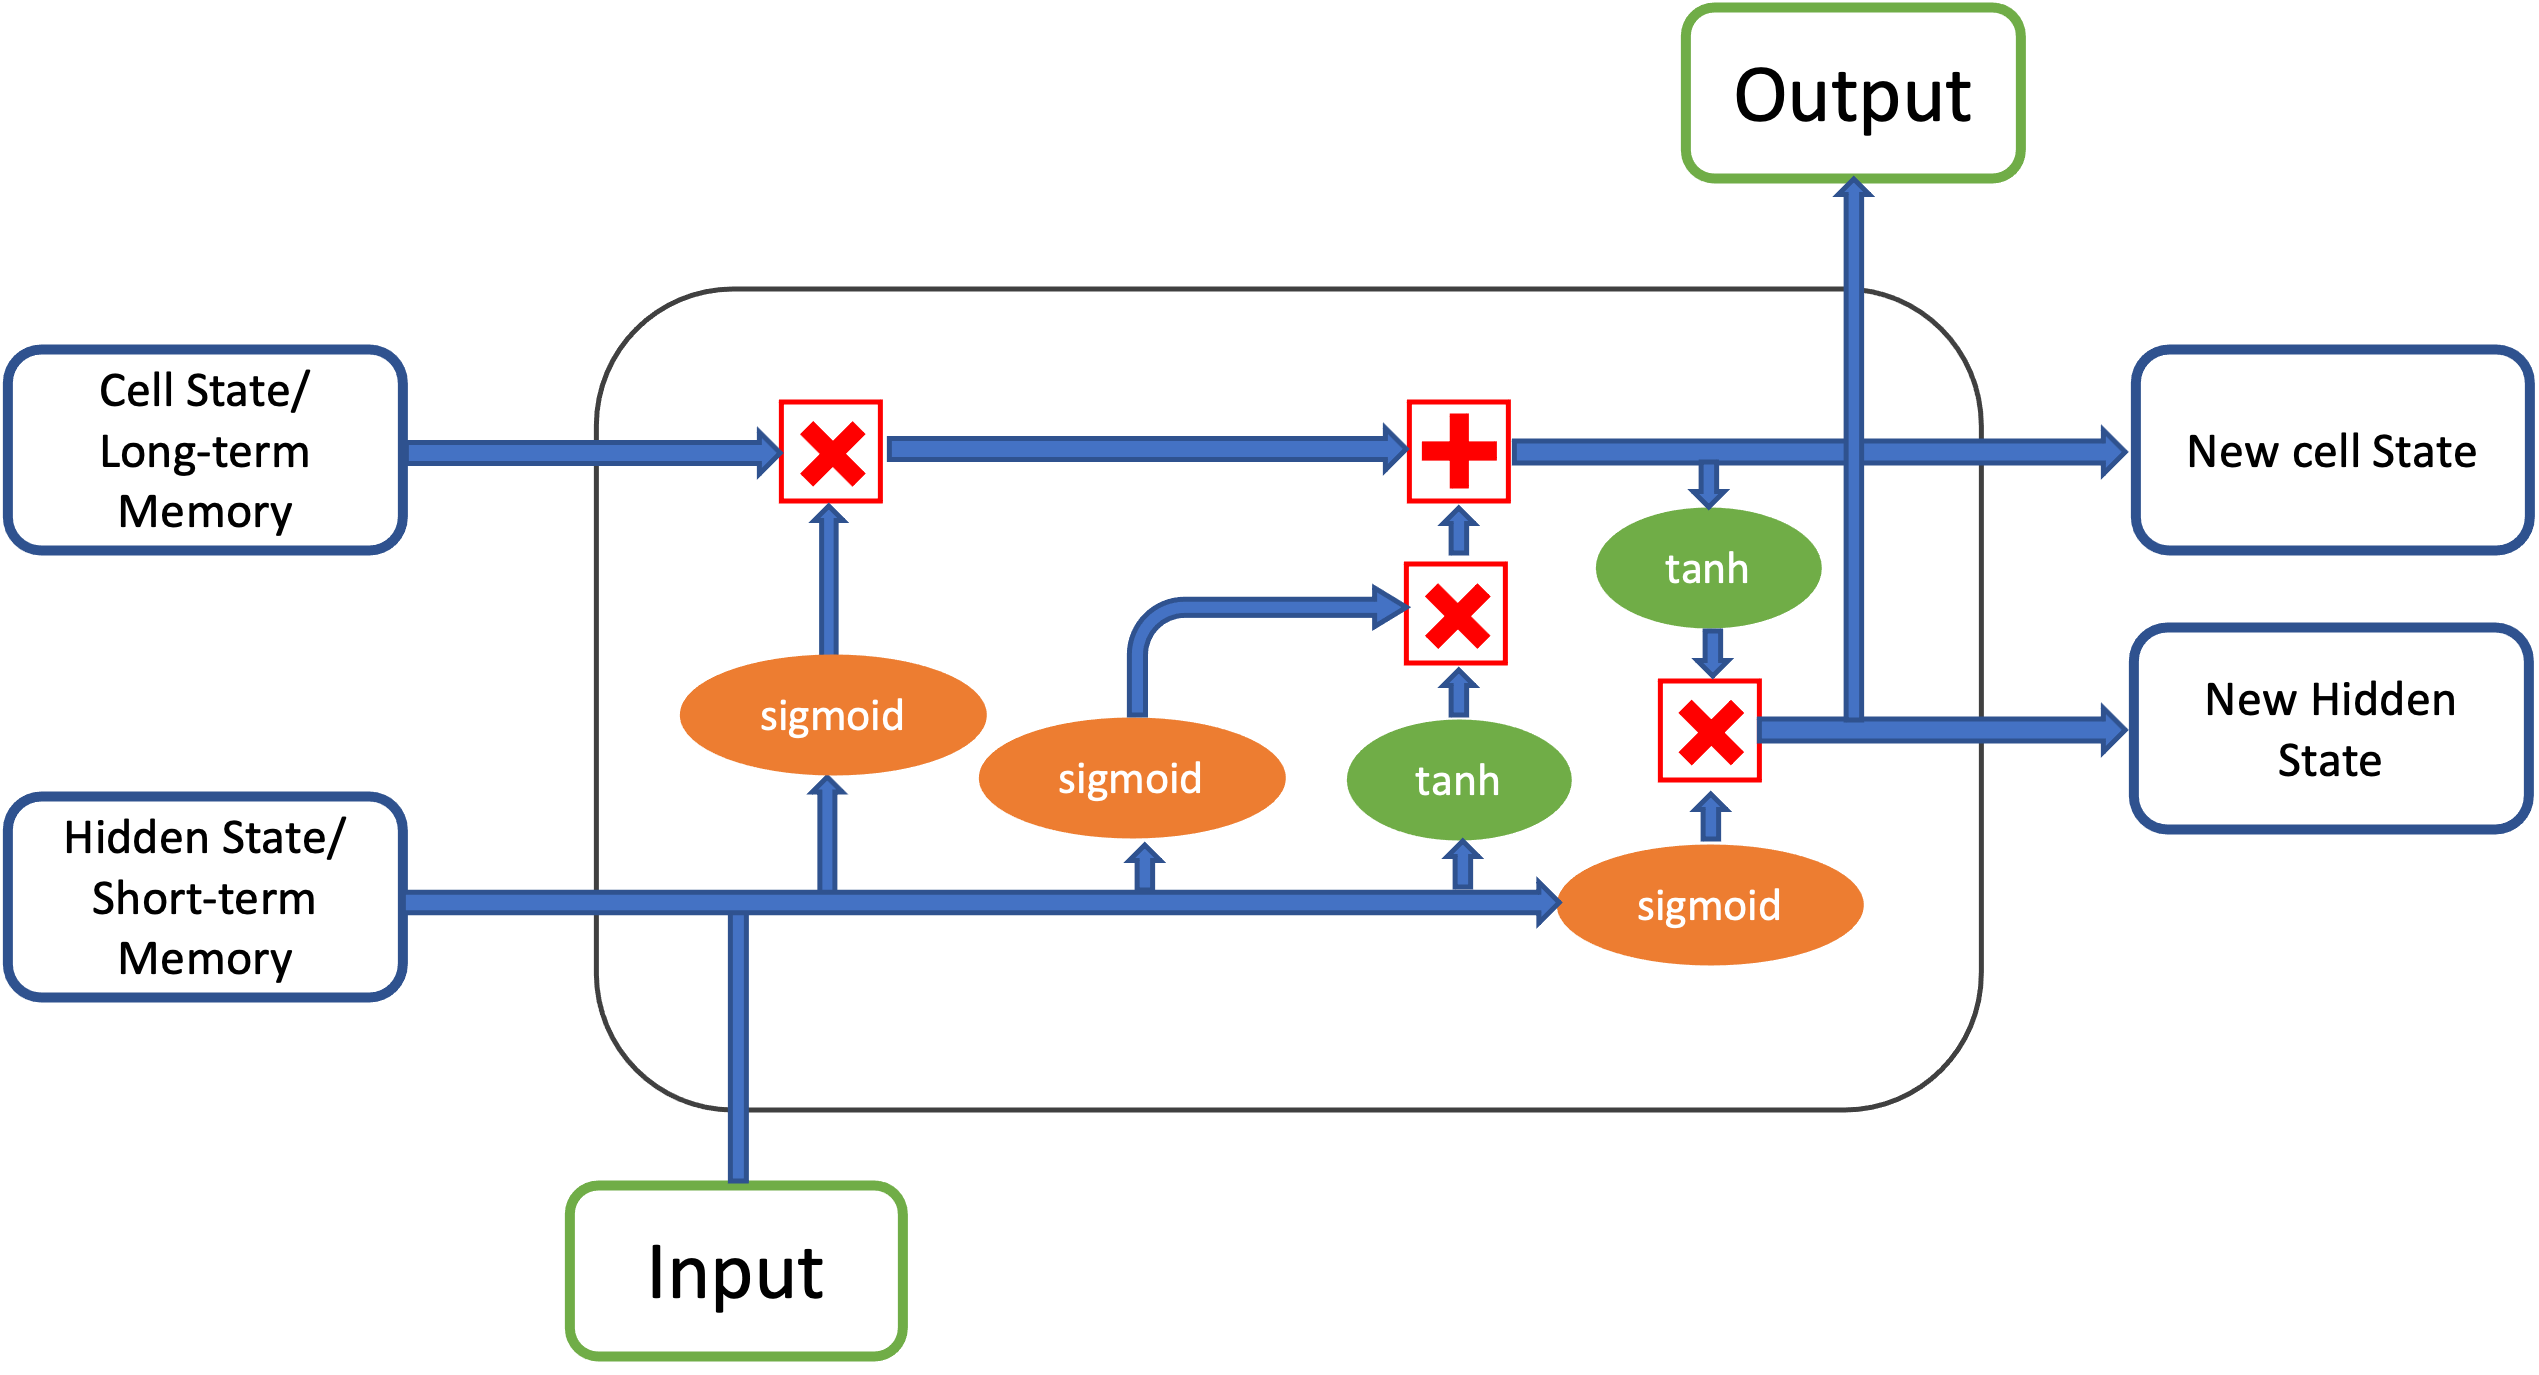 Output
Cell State/
Long-term
Memory
New cell State
tanh
sigmoid
sigmoid
tanh
New Hidden
State
Hidden State/
Short-term
Memory
sigmoid
Input